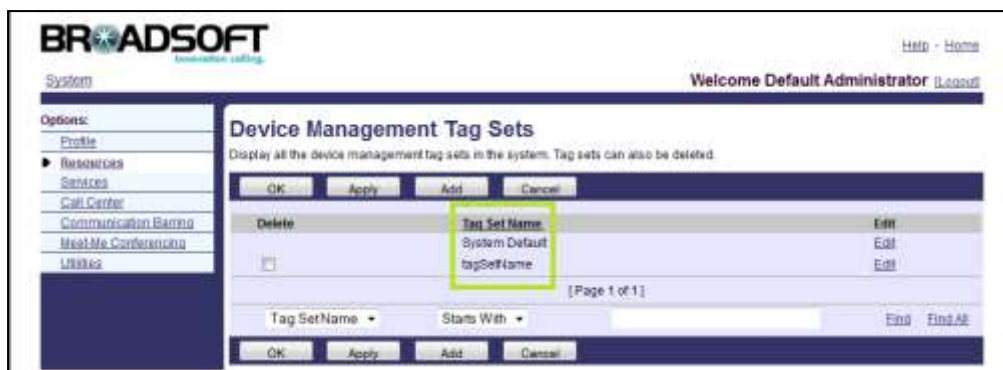 BROADSOFT
innovation calling.
Help - Home
System
Welcome Default Administrator [Logout]
Options:
Profile
Resources
Services
Call Center
Communication Barring
Meet-Me Conferencing
Utilities
Device Management Tag Sets
Display all the device management tag sets in the system. Tag sets can also be deleted.
OK Apply Add Cancel
Delete Tag Set Name Edit
System Default Edit
tagSetName Edit
[Page 1 of 1]
Tag SetName Starts With Find Find All
OK Apply Add Cancel